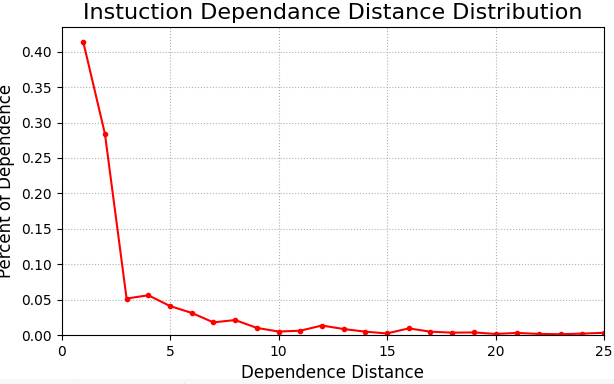 Instuction Dependance Distance Distribution
Percent of Dependence
0.40
0.35
0.30
0.25
0.20
0.15
0.10
0.05
0.00
0 5 10 15 20 25
Dependence Distance